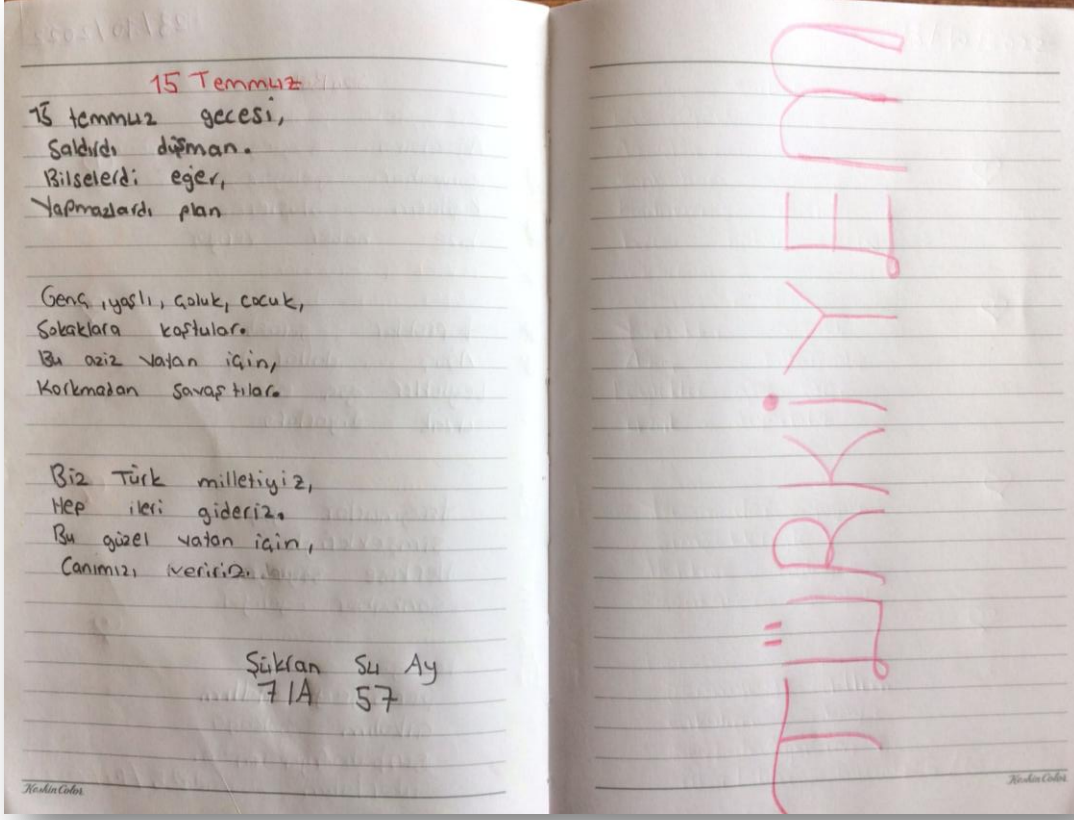 15 Temmuz
15 temmuz gecesi,
Saldırdı düşman.
Bilselerdi eğer,
Yapmazlardı plan
Genç, yaşlı, çoluk, çocuk,
Sokaklara koştular.
Bu aziz vatan için,
Korkmadan savaştılar.
Biz Türk milletiyiz,
Hep ileri gideriz.
Bu güzel vatan için,
Canımızı veririz.
Şükran Su Ay
7/A 57
Keskin Color
TÜRKİYEM
Keskin Color